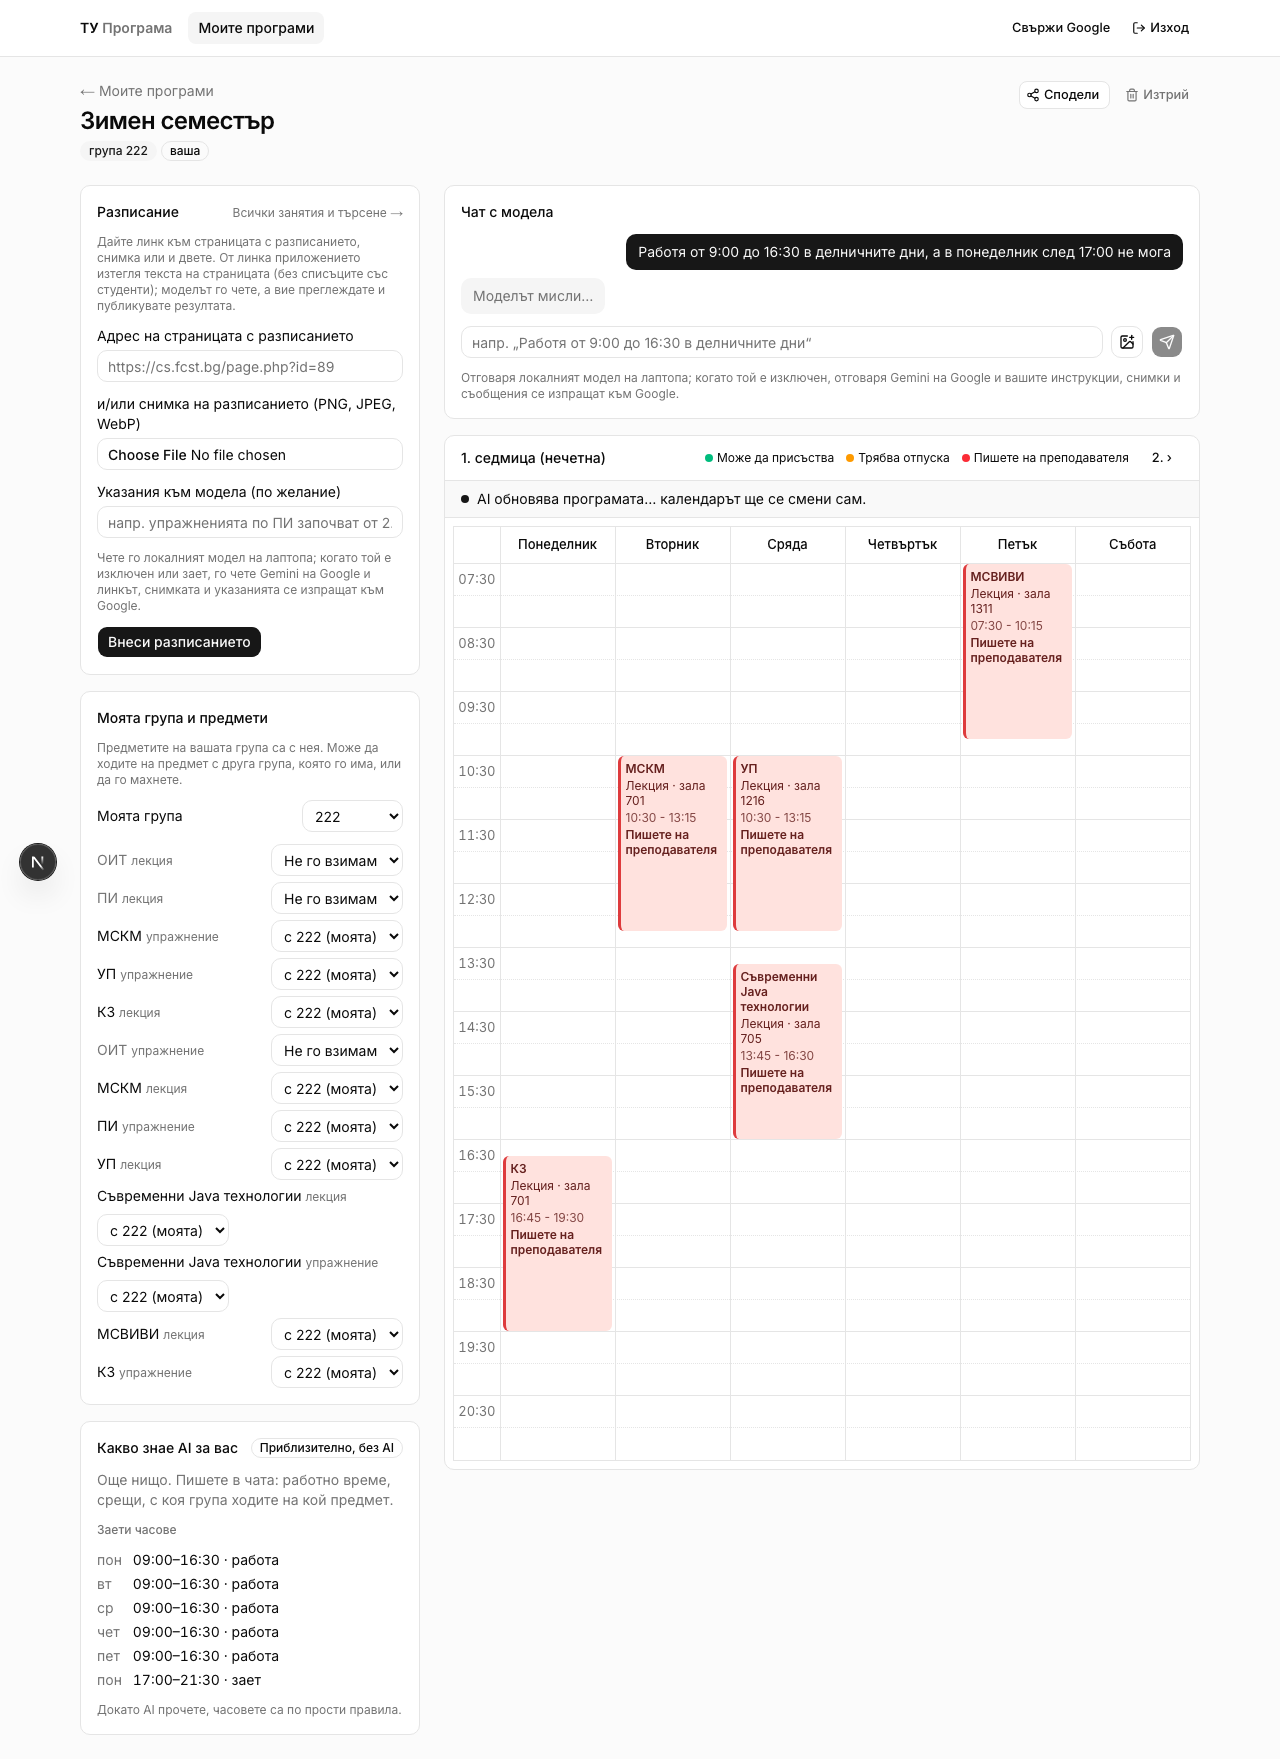 ТУ Програма
Моите програми
Свържи Google
Изход
← Моите програми
Зимен семестър
група 222
ваша
Сподели
Изтрий
Разписание
Всички занятия и търсене →
Дайте линк към страницата с разписанието,
снимка или и двете. От линка приложението
изтегля текста на страницата (без списъците със
студенти); моделът го чете, а вие преглеждате и
публикувате резултата.
Адрес на страницата с разписанието
https://cs.fcst.bg/page.php?id=89
и/или снимка на разписанието (PNG, JPEG,
WebP)
Choose File No file chosen
Указания към модела (по желание)
напр. упражненията по ПИ започват от 2.
Чете го локалният модел на лаптопа; когато той е
изключен или зает, го чете Gemini на Google и
линкът, снимката и указанията се изпращат към
Google.
Внеси разписанието
Моята група и предмети
Предметите на вашата група са с нея. Може да
ходите на предмет с друга група, която го има, или
да го махнете.
Моята група
222
ОИТ лекция
Не го взимам
ПИ лекция
Не го взимам
МСКМ упражнение
с 222 (моята)
УП упражнение
с 222 (моята)
КЗ лекция
с 222 (моята)
ОИТ упражнение
Не го взимам
МСКМ лекция
с 222 (моята)
ПИ упражнение
с 222 (моята)
УП лекция
с 222 (моята)
Съвременни Java технологии лекция
с 222 (моята)
Съвременни Java технологии упражнение
с 222 (моята)
МСВИВИ лекция
с 222 (моята)
КЗ упражнение
с 222 (моята)
Какво знае AI за вас
Приблизително, без AI
Още нищо. Пишете в чата: работно време,
срещи, с коя група ходите на кой предмет.
Заети часове
пон 09:00–16:30 · работа
вт 09:00–16:30 · работа
ср 09:00–16:30 · работа
чет 09:00–16:30 · работа
пет 09:00–16:30 · работа
пон 17:00–21:30 · зает
Докато AI прочете, часовете са по прости правила.
Чат с модела
Работя от 9:00 до 16:30 в делничните дни, а в понеделник след 17:00 не мога
Моделът мисли...
напр. „Работя от 9:00 до 16:30 в делничните дни“
Отговаря локалният модел на лаптопа; когато той е изключен, отговаря Gemini на Google и вашите инструкции, снимки и
съобщения се изпращат към Google.
1. седмица (нечетна)
Може да присъства
Трябва отпуска
Пишете на преподавателя
2. ›
AI обновява програмата... календарът ще се смени сам.
Понеделник
Вторник
Сряда
Четвъртък
Петък
Събота
07:30
08:30
09:30
10:30
11:30
12:30
13:30
14:30
15:30
16:30
17:30
18:30
19:30
20:30
МСВИВИ
Лекция · зала
1311
07:30 - 10:15
Пишете на
преподавателя
МСКМ
Лекция · зала
701
10:30 - 13:15
Пишете на
преподавателя
УП
Лекция · зала
1216
10:30 - 13:15
Пишете на
преподавателя
Съвременни
Java
технологии
Лекция · зала
705
13:45 - 16:30
Пишете на
преподавателя
КЗ
Лекция · зала
701
16:45 - 19:30
Пишете на
преподавателя
N